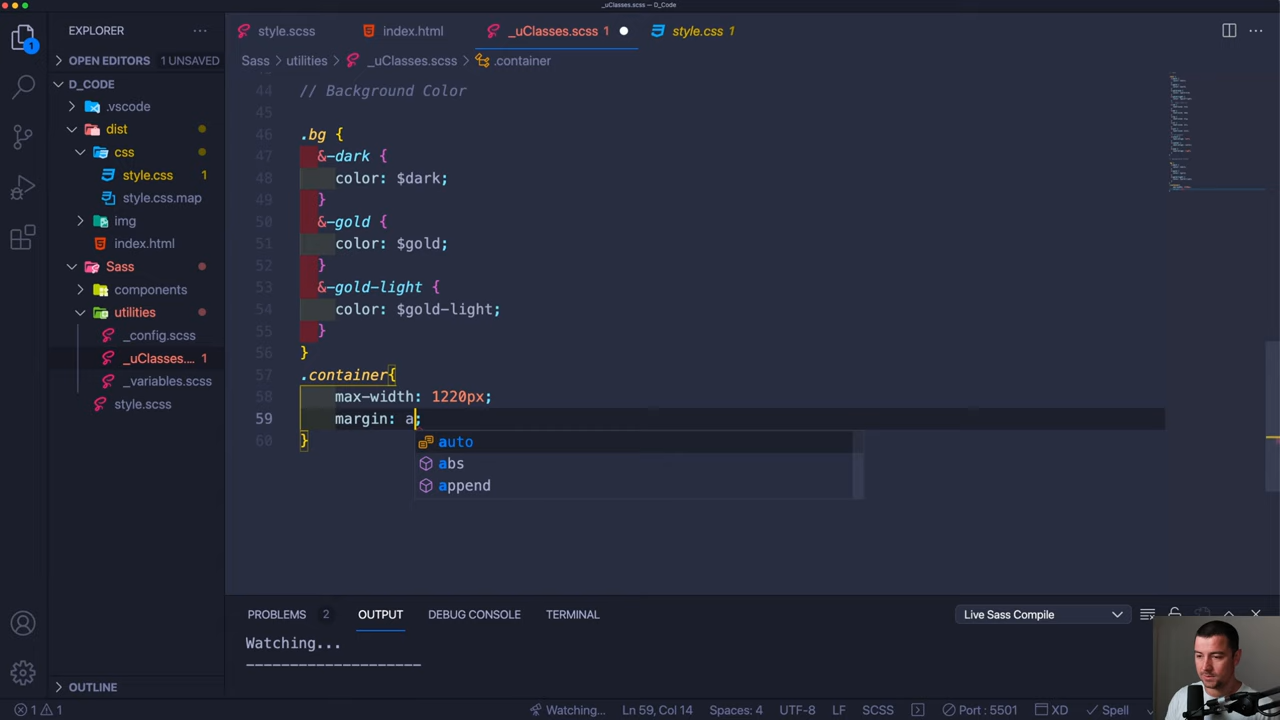 _uClasses.scss — D_Code
EXPLORER
style.scss
index.html
_uClasses.scss 1
style.css 1
OPEN EDITORS 1 UNSAVED
Sass utilities _uClasses.scss .container
D_CODE
.vscode
dist
css
style.css 1
style.css.map
img
index.html
Sass
components
utilities
_config.scss
_uClasses.... 1
_variables.scss
style.scss
OUTLINE
44 // Background Color
45
46 .bg {
47 &-dark {
48 color: $dark;
49 }
50 &-gold {
51 color: $gold;
52 }
53 &-gold-light {
54 color: $gold-light;
55 }
56 }
57 .container{
58 max-width: 1220px;
59 margin: a;
60 }
auto
abs
append
PROBLEMS 2 OUTPUT DEBUG CONSOLE TERMINAL
Live Sass Compile
Watching...
--------------------
1 1 Watching... Ln 59, Col 14 Spaces: 4 UTF-8 LF SCSS Port : 5501 XD Spell